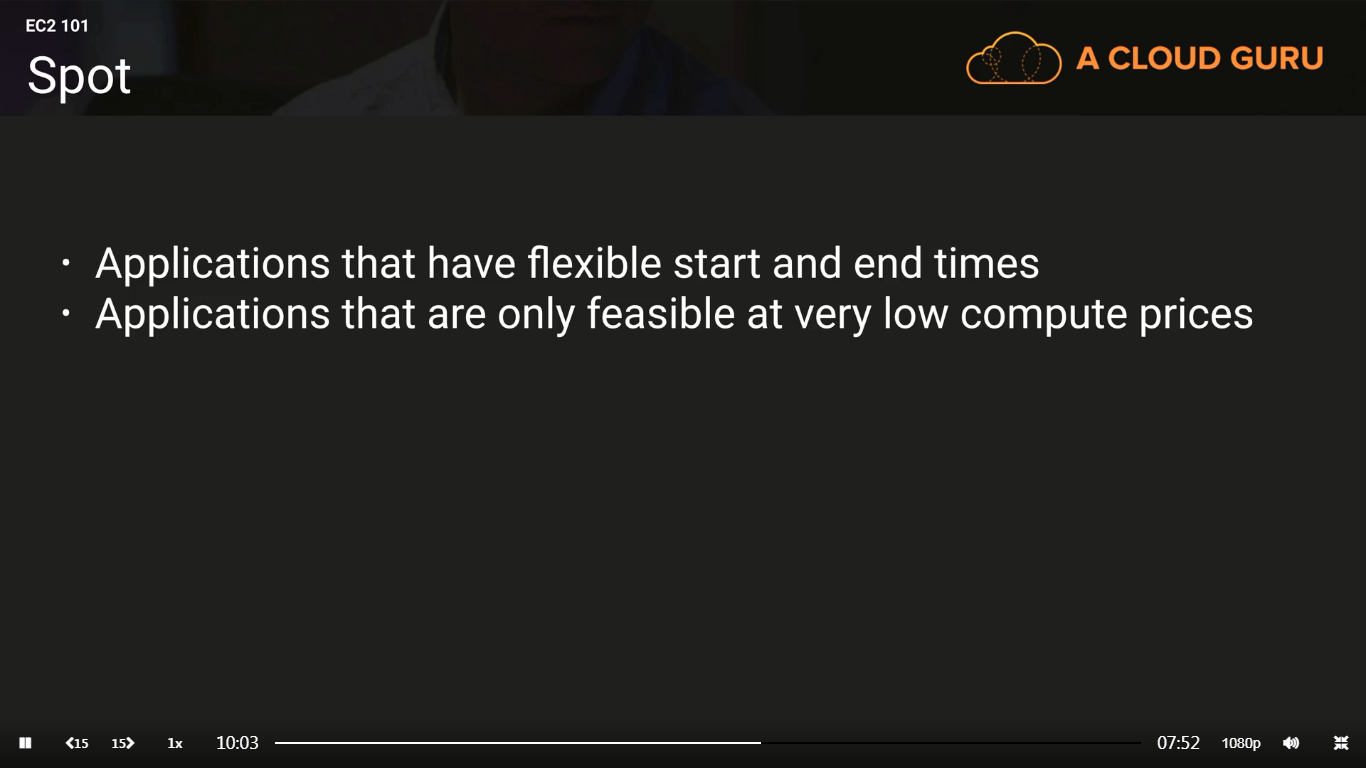 EC2 101
Spot
A CLOUD GURU
• Applications that have flexible start and end times
• Applications that are only feasible at very low compute prices
15 15 1x 10:03 07:52 1080p